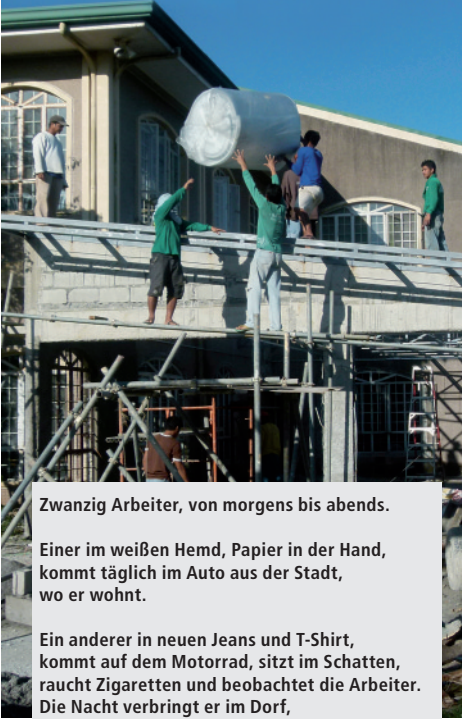 Zwanzig Arbeiter, von morgens bis abends.
Einer im weißen Hemd, Papier in der Hand,
kommt täglich im Auto aus der Stadt,
wo er wohnt.
Ein anderer in neuen Jeans und T-Shirt,
kommt auf dem Motorrad, sitzt im Schatten,
raucht Zigaretten und beobachtet die Arbeiter.
Die Nacht verbringt er im Dorf,